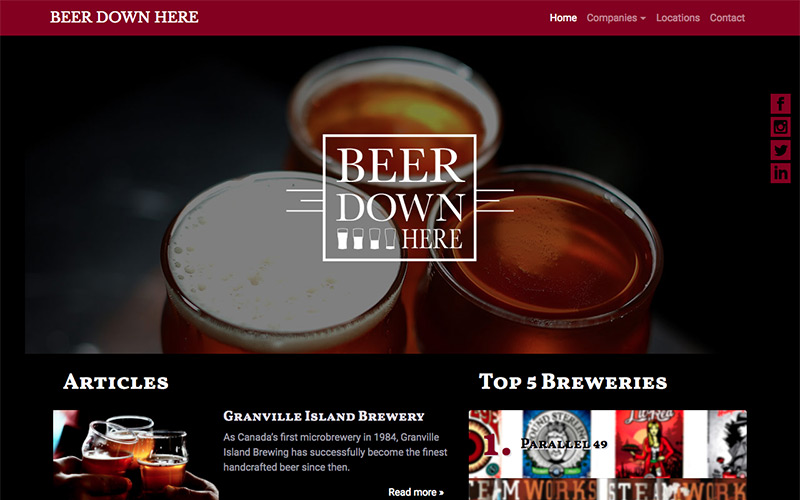 BEER DOWN HERE
Home Companies Locations Contact
BEER
DOWN
HERE
Articles
Top 5 Breweries
Granville Island Brewery
As Canada's first microbrewery in 1984, Granville
Island Brewing has successfully become the finest
handcrafted beer since then.
Read more »
1. Parallel 49
STEAMWORKS
STEAMWORKS